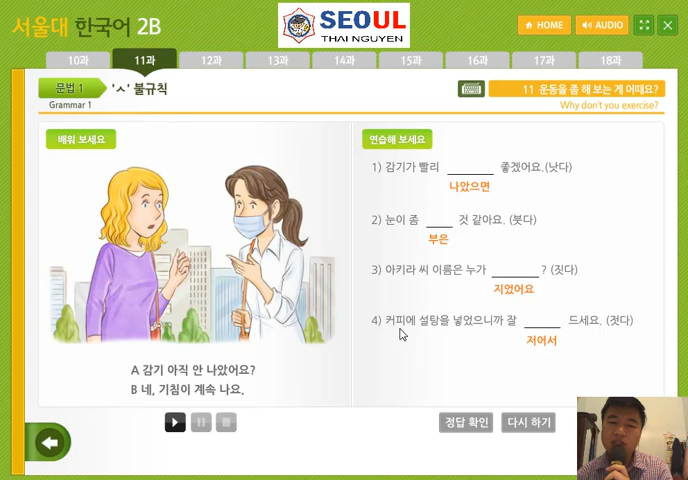 서울대 한국어 2B
SEOUL
THAI NGUYEN
HOME
AUDIO
10과
11과
12과
13과
14과
15과
16과
17과
18과
문법 1
'ㅅ' 불규칙
11 운동을 좀 해 보는 게 어때요?
Grammar 1
Why don't you exercise?
배워 보세요
A 감기 아직 안 나았어요?
B 네, 기침이 계속 나요.
연습해 보세요
1) 감기가 빨리 ______ 좋겠어요.(낫다)
나았으면
2) 눈이 좀 ______ 것 같아요. (붓다)
부은
3) 아키라 씨 이름은 누가 ______ ? (짓다)
지었어요
4) 커피에 설탕을 넣었으니까 잘 ______ 드세요. (젓다)
저어서
정답 확인
다시 하기